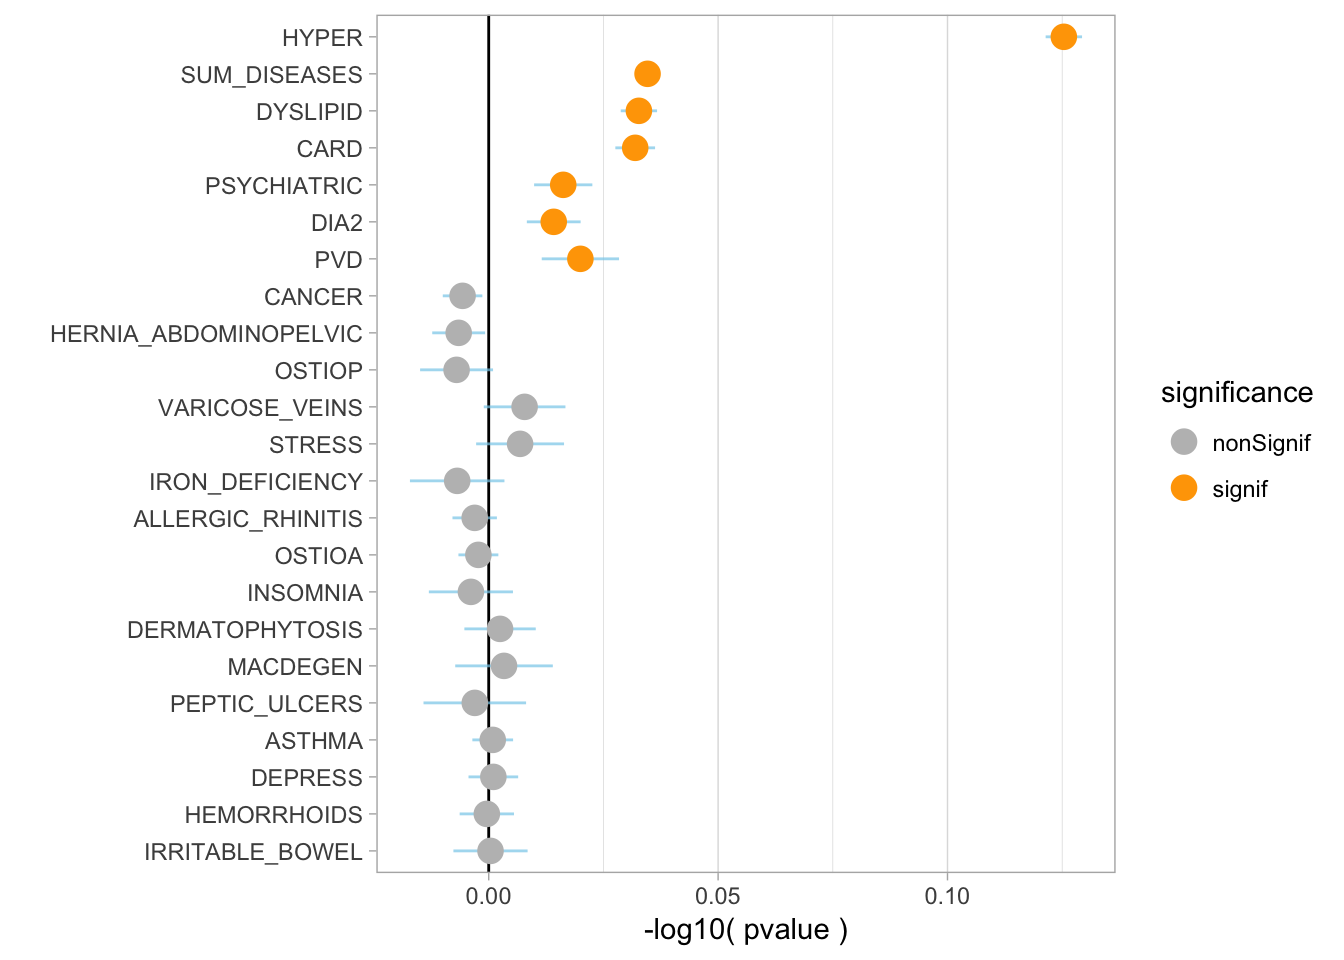 HYPER
SUM_DISEASES
DYSLIPID
CARD
PSYCHIATRIC
DIA2
PVD
CANCER
HERNIA_ABDOMINOPELVIC
OSTIOP
VARICOSE_VEINS
STRESS
IRON_DEFICIENCY
ALLERGIC_RHINITIS
OSTIOA
INSOMNIA
DERMATOPHYTOSIS
MACDEGEN
PEPTIC_ULCERS
ASTHMA
DEPRESS
HEMORRHOIDS
IRRITABLE_BOWEL
0.00 0.05 0.10
-log10( pvalue )
significance
nonSignif
signif